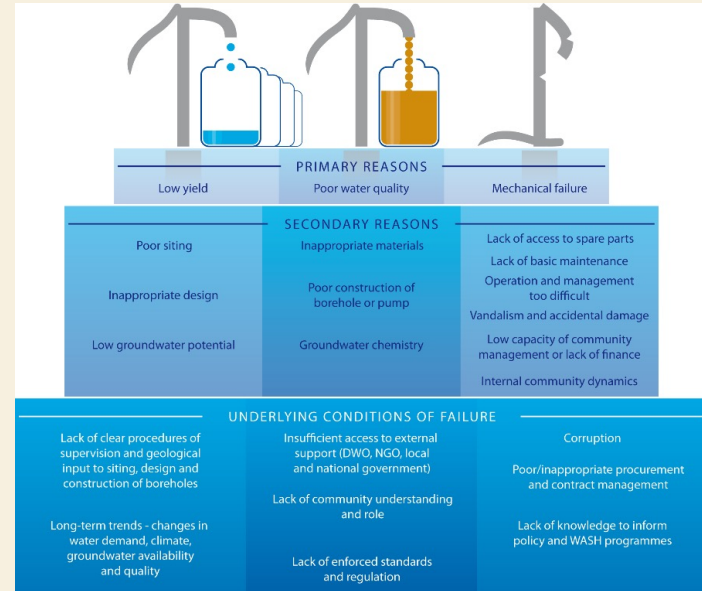 PRIMARY REASONS
Low yield
Poor water quality
Mechanical failure
SECONDARY REASONS
Poor siting
Inappropriate design
Low groundwater potential
Inappropriate materials
Poor construction of
borehole or pump
Groundwater chemistry
Lack of access to spare parts
Lack of basic maintenance
Operation and management
too difficult
Vandalism and accidental damage
Low capacity of community
management or lack of finance
Internal community dynamics
UNDERLYING CONDITIONS OF FAILURE
Lack of clear procedures of
supervision and geological
input to siting, design and
construction of boreholes
Long-term trends - changes in
water demand, climate,
groundwater availability
and quality
Insufficient access to external
support (DWO, NGO, local
and national government)
Lack of community understanding
and role
Lack of enforced standards
and regulation
Corruption
Poor/inappropriate procurement
and contract management
Lack of knowledge to inform
policy and WASH programmes